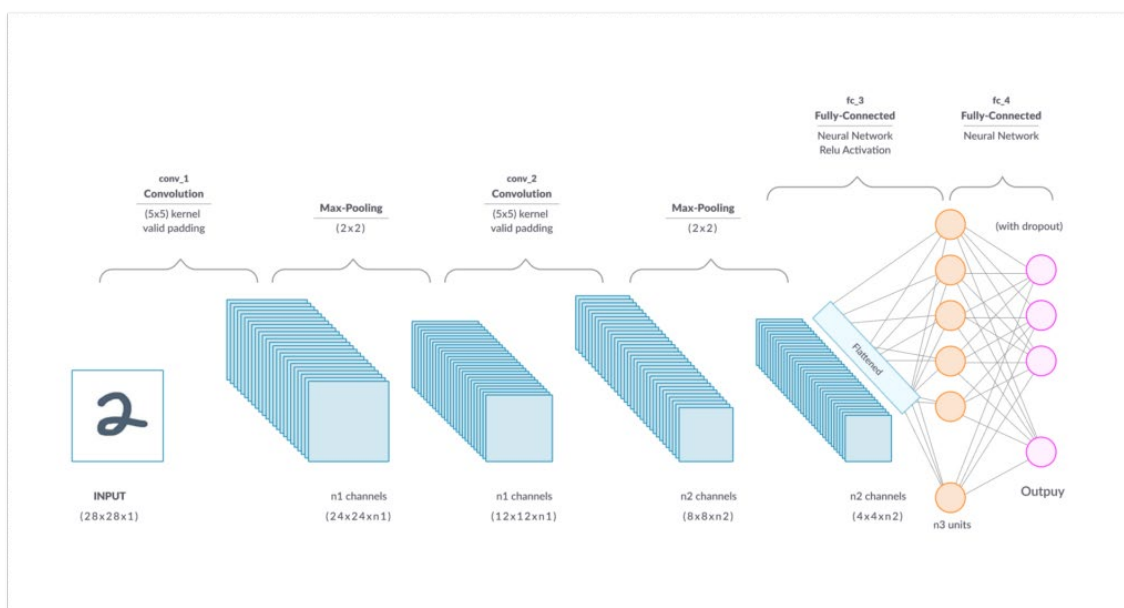 fc_3
Fully-Connected
Neural Network
Relu Activation
fc_4
Fully-Connected
Neural Network
conv_1
Convolution
(5x5) kernel
valid padding
Max-Pooling
(2x2)
conv_2
Convolution
(5x5) kernel
valid padding
Max-Pooling
(2x2)
(with dropout)
Flattened
2
INPUT
(28x28x1)
n1 channels
(24x24xn1)
n1 channels
(12x12xn1)
n2 channels
(8x8xn2)
n2 channels
(4x4xn2)
n3 units
Outpuy